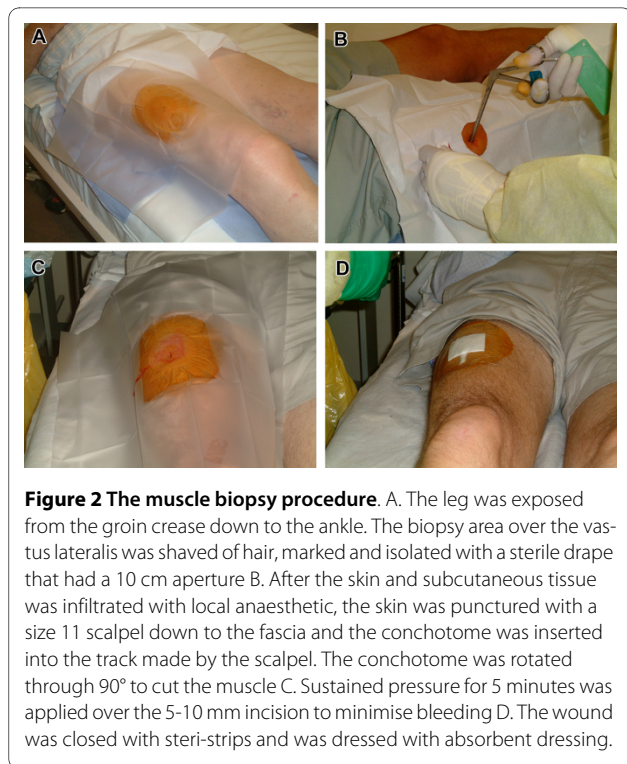 A
B
C
D
Figure 2 The muscle biopsy procedure. A. The leg was exposed
from the groin crease down to the ankle. The biopsy area over the vas-
tus lateralis was shaved of hair, marked and isolated with a sterile drape
that had a 10 cm aperture B. After the skin and subcutaneous tissue
was infiltrated with local anaesthetic, the skin was punctured with a
size 11 scalpel down to the fascia and the conchotome was inserted
into the track made by the scalpel. The conchotome was rotated
through 90° to cut the muscle C. Sustained pressure for 5 minutes was
applied over the 5-10 mm incision to minimise bleeding D. The wound
was closed with steri-strips and was dressed with absorbent dressing.